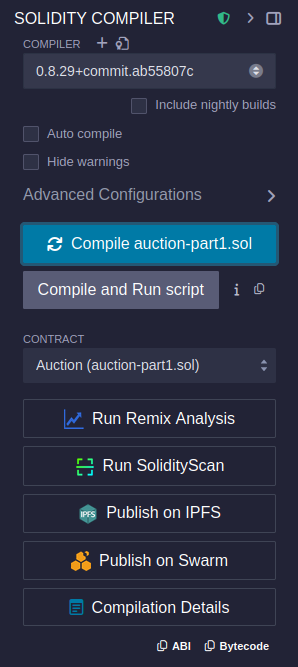 SOLIDITY COMPILER
COMPILER
0.8.29+commit.ab55807c
Include nightly builds
Auto compile
Hide warnings
Advanced Configurations
Compile auction-part1.sol
Compile and Run script
CONTRACT
Auction (auction-part1.sol)
Run Remix Analysis
Run SolidityScan
IPFS Publish on IPFS
Publish on Swarm
Compilation Details
ABI Bytecode